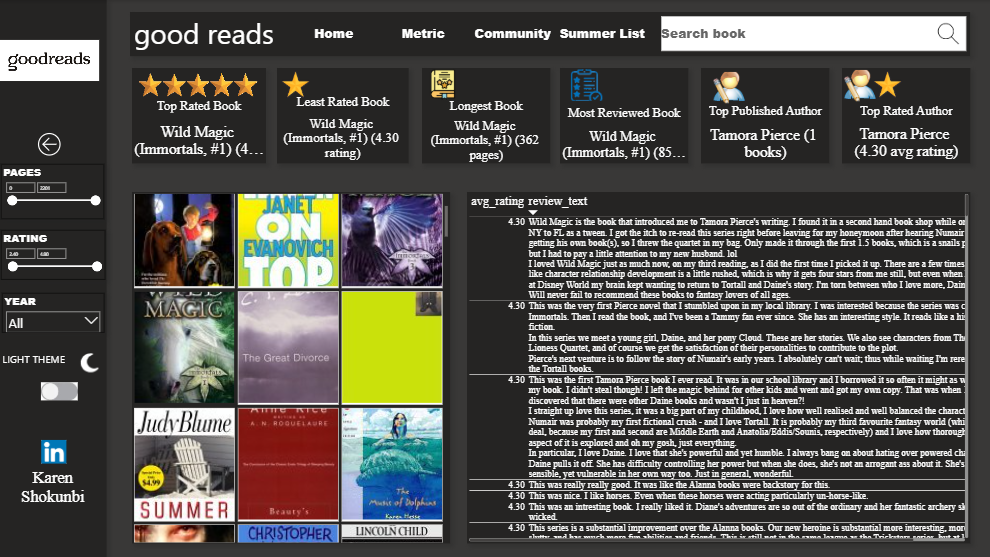 goodreads
PAGES
0
2201
RATING
2.40
4.80
YEAR
All
LIGHT THEME
Karen
Shokunbi
good reads
Home
Metric
Community
Summer List
Search book
Top Rated Book
Wild Magic
(Immortals, #1) (4…
Least Rated Book
Wild Magic
(Immortals, #1) (4.30
rating)
Longest Book
Wild Magic
(Immortals, #1) (362
pages)
Most Reviewed Book
Wild Magic
(Immortals, #1) (85…
Top Published Author
Tamora Pierce (1
books)
Top Rated Author
Tamora Pierce
(4.30 avg rating)
JANET
EVANOVICH
ON
TOP
IMMORTALS
WILD
MAGIC
IMMORTALS
C. S. Lewis
The Great Divorce
Judy Blume
Special Price
$4.99
SUMMER
Anne Rice
WRITING AS
A. N. ROQUELAURE
Beauty's
The
Music of Dolphins
Karen Hesse
CHRISTOPHER
LINCOLN CHILD
avg_rating review_text
4.30 Wild Magic is the book that introduced me to Tamora Pierce's writing. I found it in a second hand book shop while on
NY to FL as a tween. I got the itch to re-read this series right before leaving for my honeymoon after hearing Numair
getting his own book(s), so I threw the quartet in my bag. Only made it through the first 1.5 books, which is a snails p
but I had to pay a little attention to my new husband. lol
I loved Wild Magic just as much now, on my third reading, as I did the first time I picked it up. There are a few times
like character relationship development is a little rushed, which is why it gets four stars from me still, but even when
at Disney World my brain kept wanting to return to Tortall and Daine's story. I'm torn between who I love more, Dain
Will never fail to recommend these books to fantasy lovers of all ages.
4.30 This was the very first Pierce novel that I stumbled upon in my local library. I was interested because the series was c
Immortals. Then I read the book, and I've been a Tammy fan ever since. She has an interesting style. It reads like a his
fiction.
In this series we meet a young girl, Daine, and her pony Cloud. These are her stories. We also see characters from The
Lioness Quartet, and of course we get the satisfaction of their personalities to contribute to the plot.
Pierce's next venture is to follow the story of Numair's early years. I absolutely can't wait; thus while waiting I'm rere
the Tortall books.
4.30 This was the first Tamora Pierce book I ever read. It was in our school library and I borrowed it so often it might as w
my book. I didn't steal though! I left the magic behind for other kids and went and got my own copy. That was when
discovered that there were other Daine books and wasn't I just in heaven?!
I straight up love this series, it was a big part of my childhood, I love how well realised and well balanced the charact
Numair was probably my first fictional crush - and I love Tortall. It is probably my third favourite fantasy world (whi
deal, because my first and second are Middle Earth and Anatolia/Eddis/Sounis, respectively) and I love how thorough
aspect of it is explored and oh my gosh, just everything.
In particular, I love Daine. I love that she's powerful and yet humble. I always bang on about hating over powered cha
Daine pulls it off. She has difficulty controlling her power but when she does, she's not an arrogant ass about it. She's
sensible, yet vulnerable in her own way too. Just in general, wonderful.
4.30 This was really really good. It was like the Alanna books were backstory for this.
4.30 This was nice. I like horses. Even when these horses were acting particularly un-horse-like.
4.30 This was an intresting book. I really liked it. Diane's adventures are so out of the ordinary and her fantastic archery sk
wicked.
4.30 This series is a substantial improvement over the Alanna books. Our new heroine is substantial more interesting, more